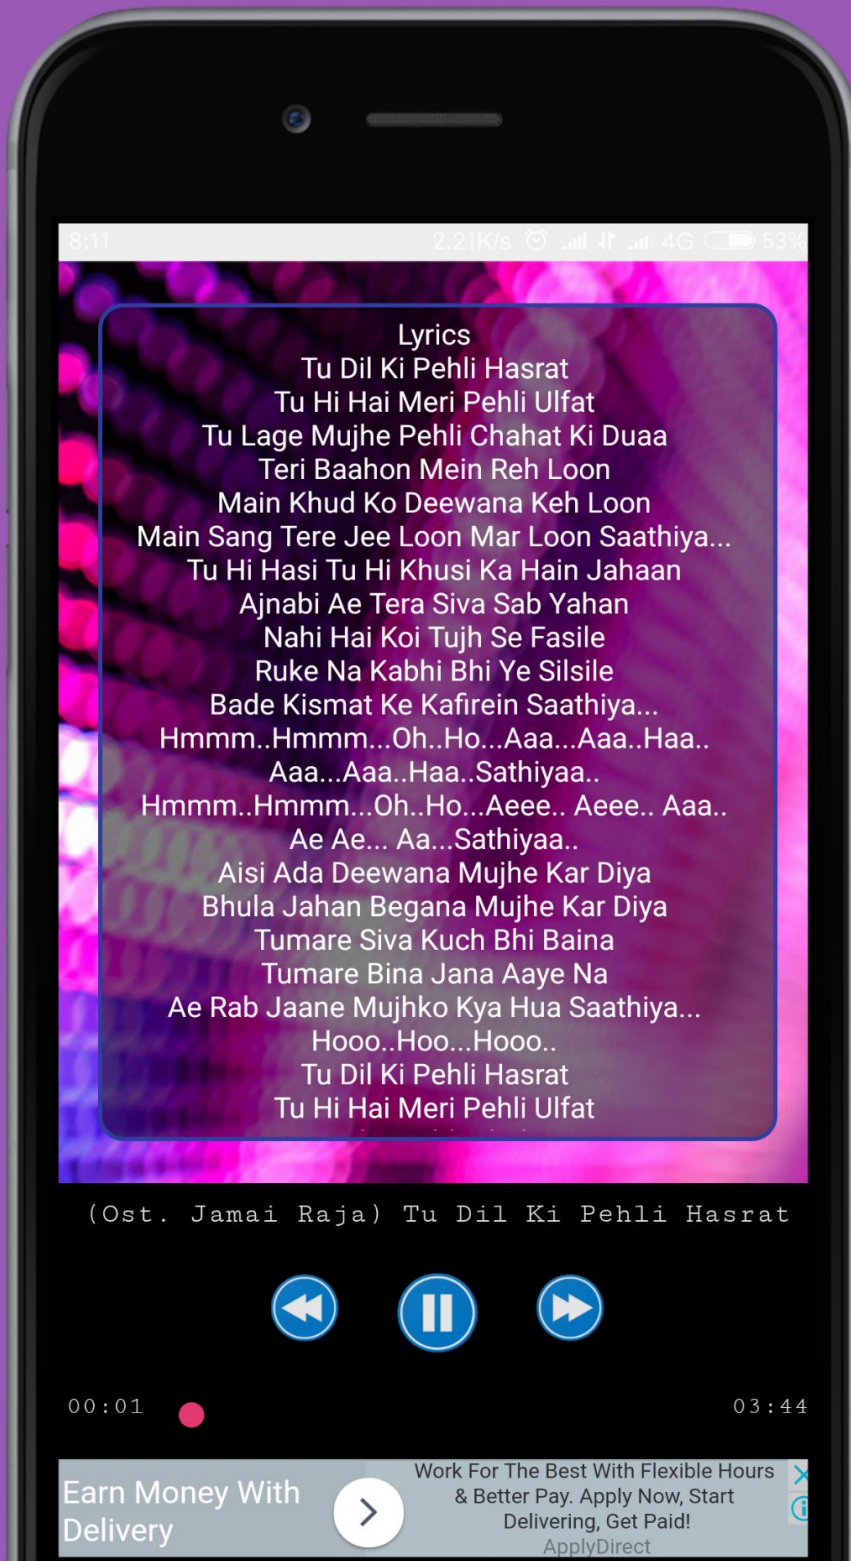 8:11 2.21K/s 4G 53%
Lyrics
Tu Dil Ki Pehli Hasrat
Tu Hi Hai Meri Pehli Ulfat
Tu Lage Mujhe Pehli Chahat Ki Duaa
Teri Baahon Mein Reh Loon
Main Khud Ko Deewana Keh Loon
Main Sang Tere Jee Loon Mar Loon Saathiya...
Tu Hi Hasi Tu Hi Khusi Ka Hain Jahaan
Ajnabi Ae Tera Siva Sab Yahan
Nahi Hai Koi Tujh Se Fasile
Ruke Na Kabhi Bhi Ye Silsile
Bade Kismat Ke Kafirein Saathiya...
Hmmm..Hmmm...Oh..Ho...Aaa...Aaa..Haa..
Aaa...Aaa..Haa..Sathiyaa..
Hmmm..Hmmm...Oh..Ho...Aeee.. Aeee.. Aaa..
Ae Ae... Aa...Sathiyaa..
Aisi Ada Deewana Mujhe Kar Diya
Bhula Jahan Begana Mujhe Kar Diya
Tumare Siva Kuch Bhi Baina
Tumare Bina Jana Aaye Na
Ae Rab Jaane Mujhko Kya Hua Saathiya...
Hooo..Hoo...Hooo..
Tu Dil Ki Pehli Hasrat
Tu Hi Hai Meri Pehli Ulfat
(Ost. Jamai Raja) Tu Dil Ki Pehli Hasrat
00:01 03:44
Earn Money With
Delivery
Work For The Best With Flexible Hours
& Better Pay. Apply Now, Start
Delivering, Get Paid!
ApplyDirect